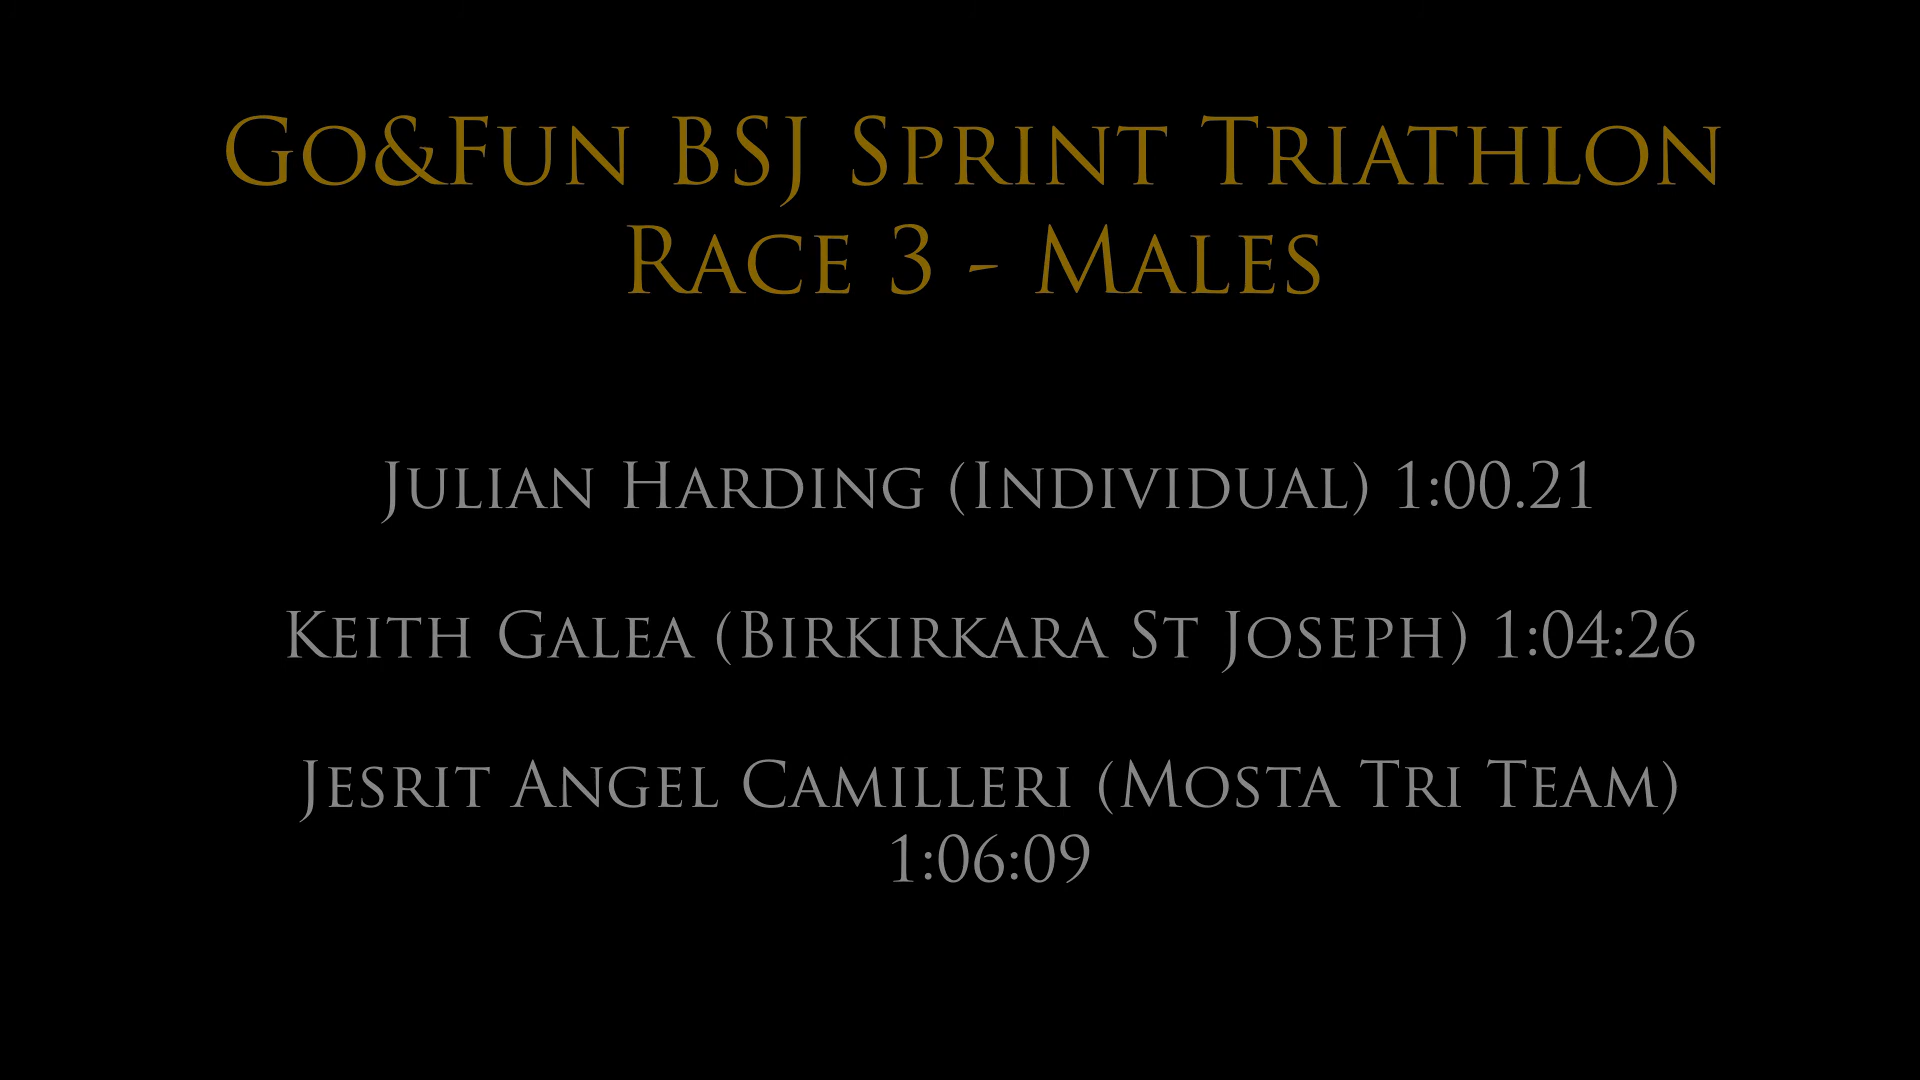 Go&Fun BSJ Sprint Triathlon
Race 3 - Males
Julian Harding (Individual) 1:00.21
Keith Galea (Birkirkara St Joseph) 1:04:26
Jesrit Angel Camilleri (Mosta Tri Team)
1:06:09